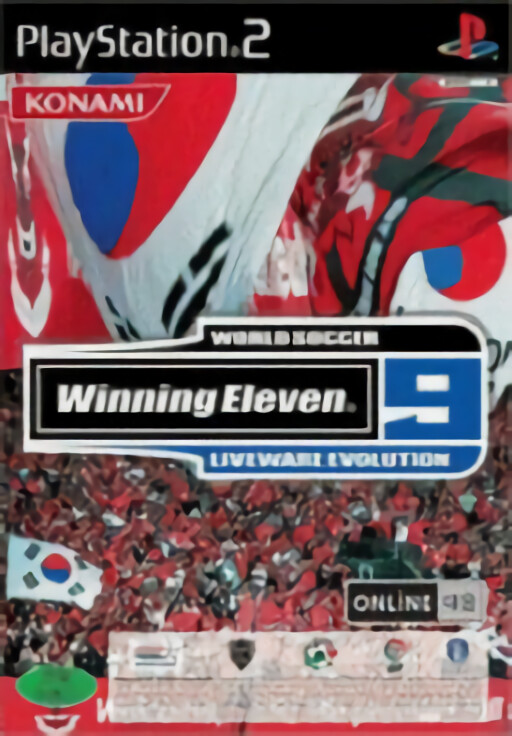 PlayStation.2
KONAMI
WORLD SOCCER
Winning Eleven. 9
LIVEWARE EVOLUTION
ONLINE